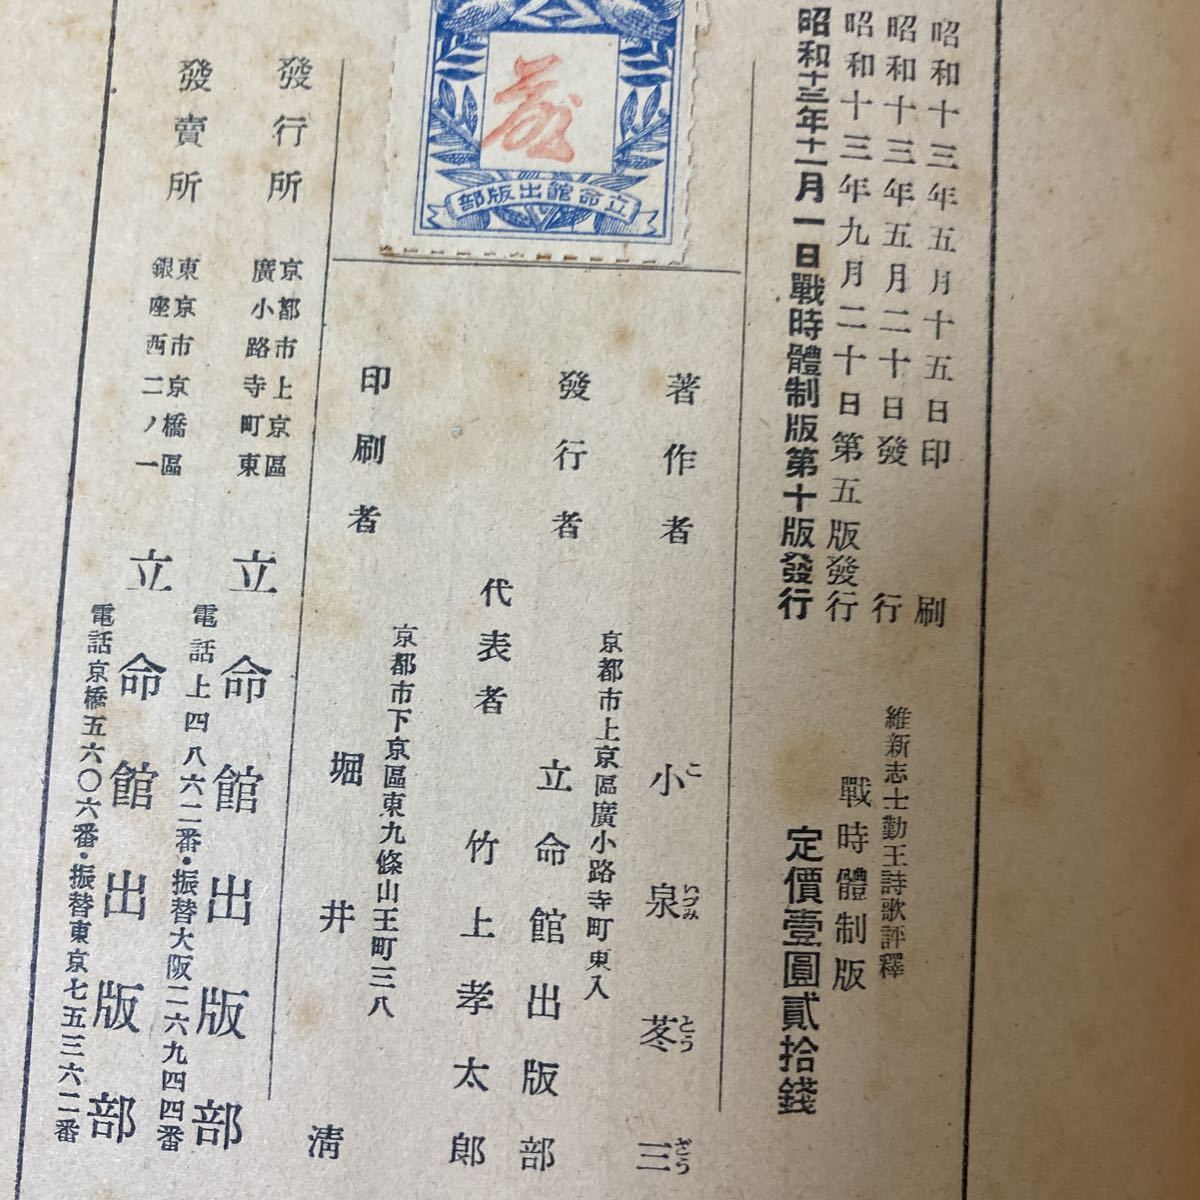 昭和十三年五月十五日印刷
昭和十三年五月二十日發行
昭和十三年九月二十日第五版發行
昭和十三年十一月一日戰時體制版第十版發行
維新志士勤王詩歌評釋
戰時體制版
定價壹圓貳拾錢
立命館出版部
著作者 小泉苳三
こいづみとうざう
京都市上京區廣小路寺町東入
發行者 立命館出版部
代表者 竹上孝太郎
京都市下京區東九條山王町三八
印刷者 堀井清
發行所 京都市上京區
廣小路寺町東
立命館出版部
電話上四八六二番・振替大阪二六九四四番
發賣所 東京市京橋區
銀座西二ノ一
立命館出版部
電話京橋五六〇六番・振替東京七五三六二番